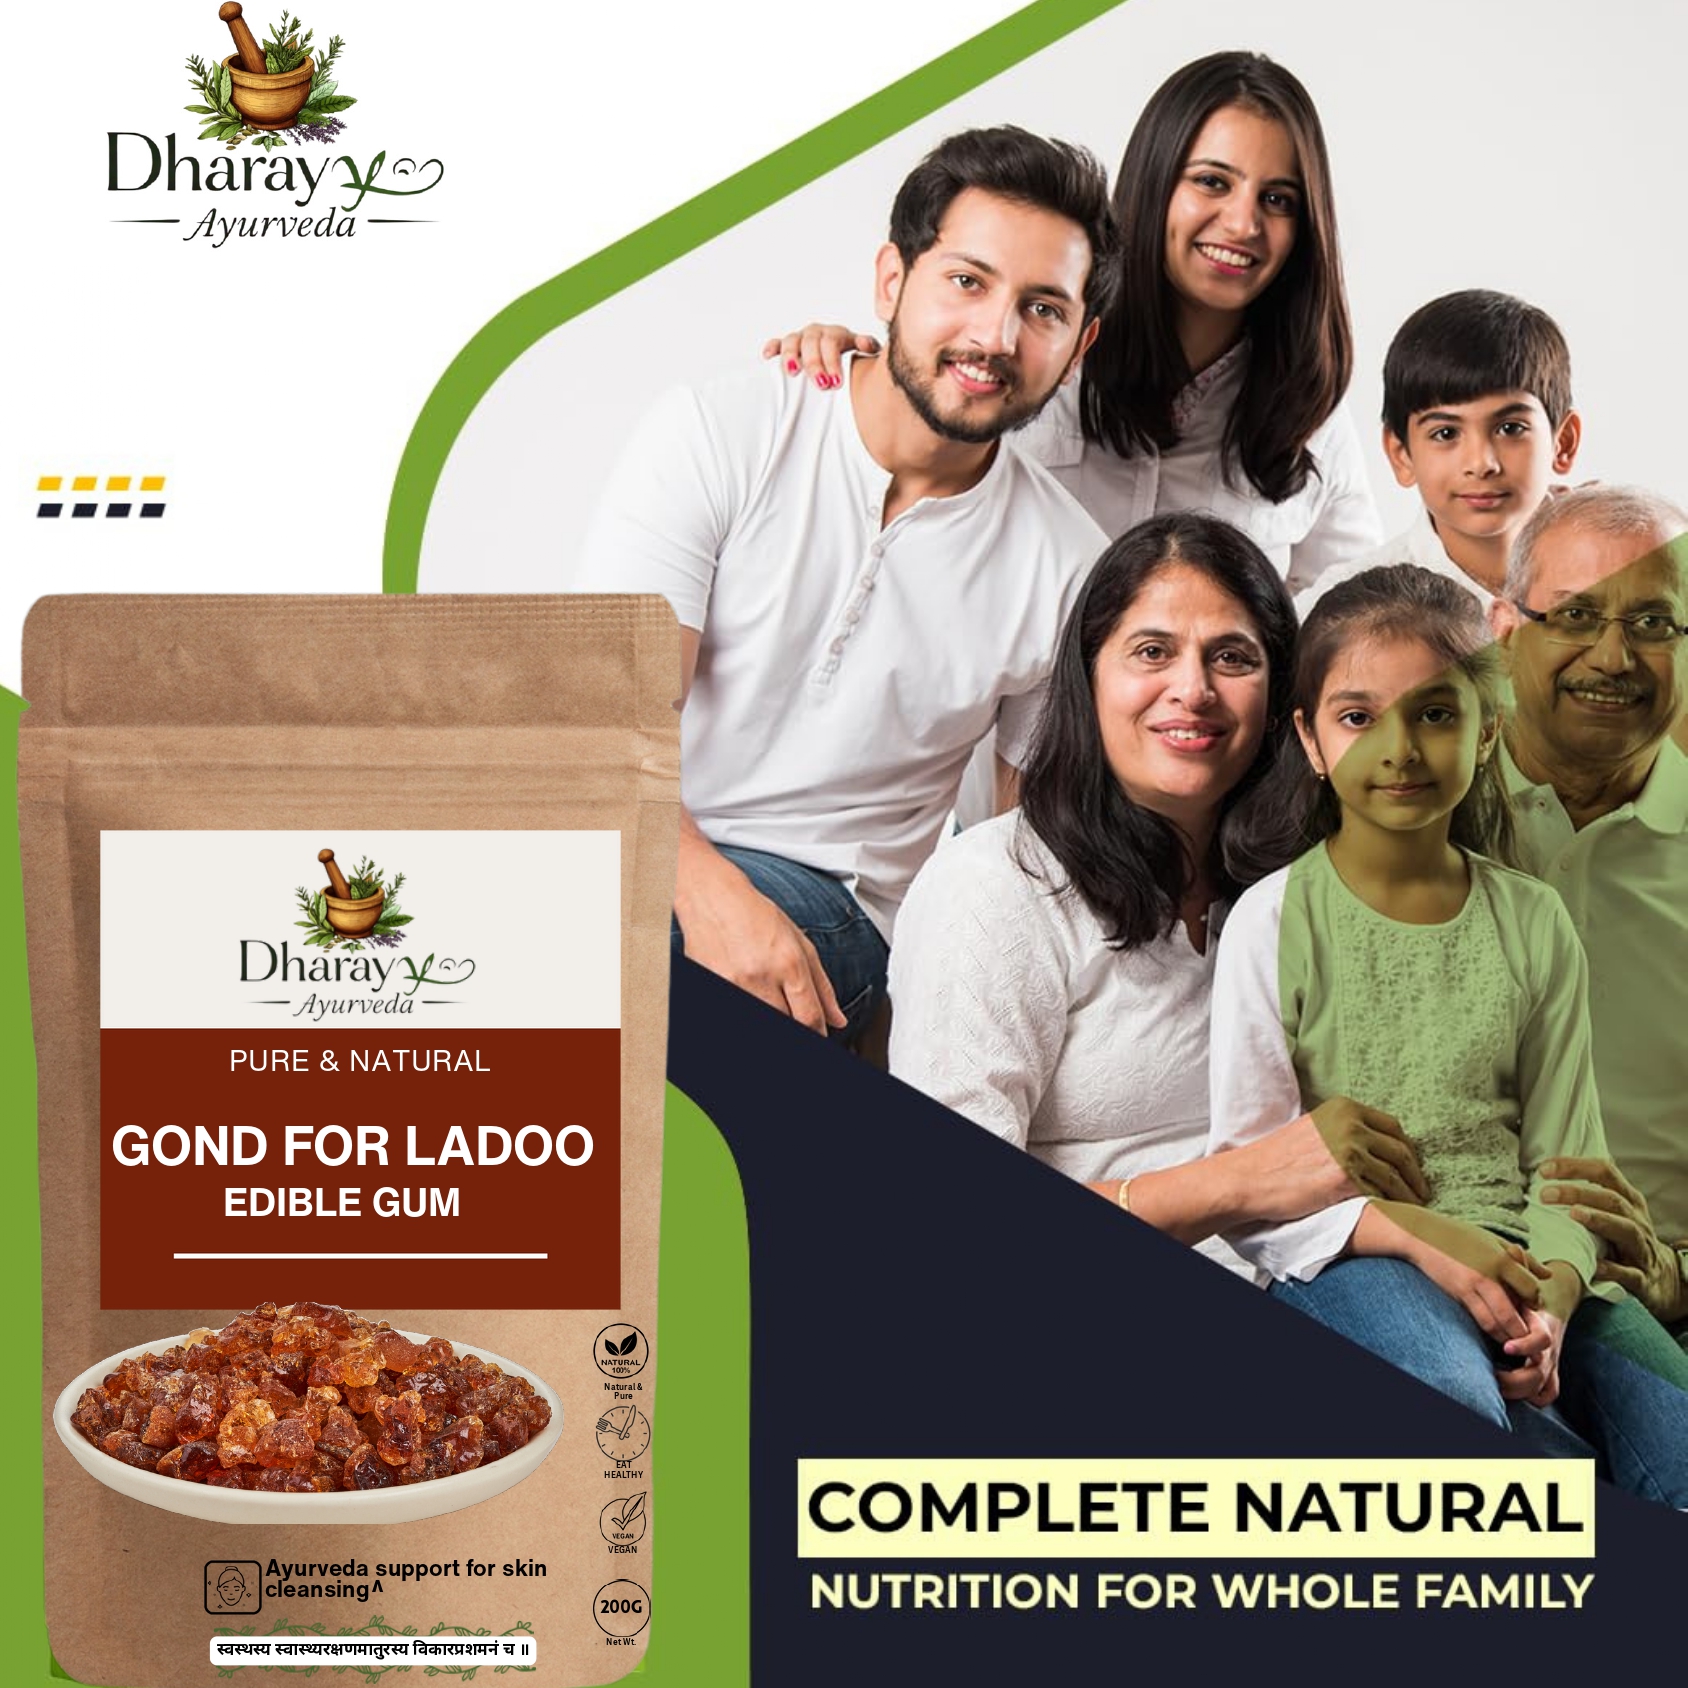 Dharayy
Ayurveda
Dharayy
Ayurveda
PURE & NATURAL
GOND FOR LADOO
EDIBLE GUM
NATURAL
100%
Natural &
Pure
EAT
HEALTHY
VEGAN
VEGAN
200G
Net Wt.
Ayurveda support for skin
cleansing^
स्वस्थस्य स्वास्थ्यरक्षणमातुरस्य विकारप्रशमनं च ॥
COMPLETE NATURAL
NUTRITION FOR WHOLE FAMILY